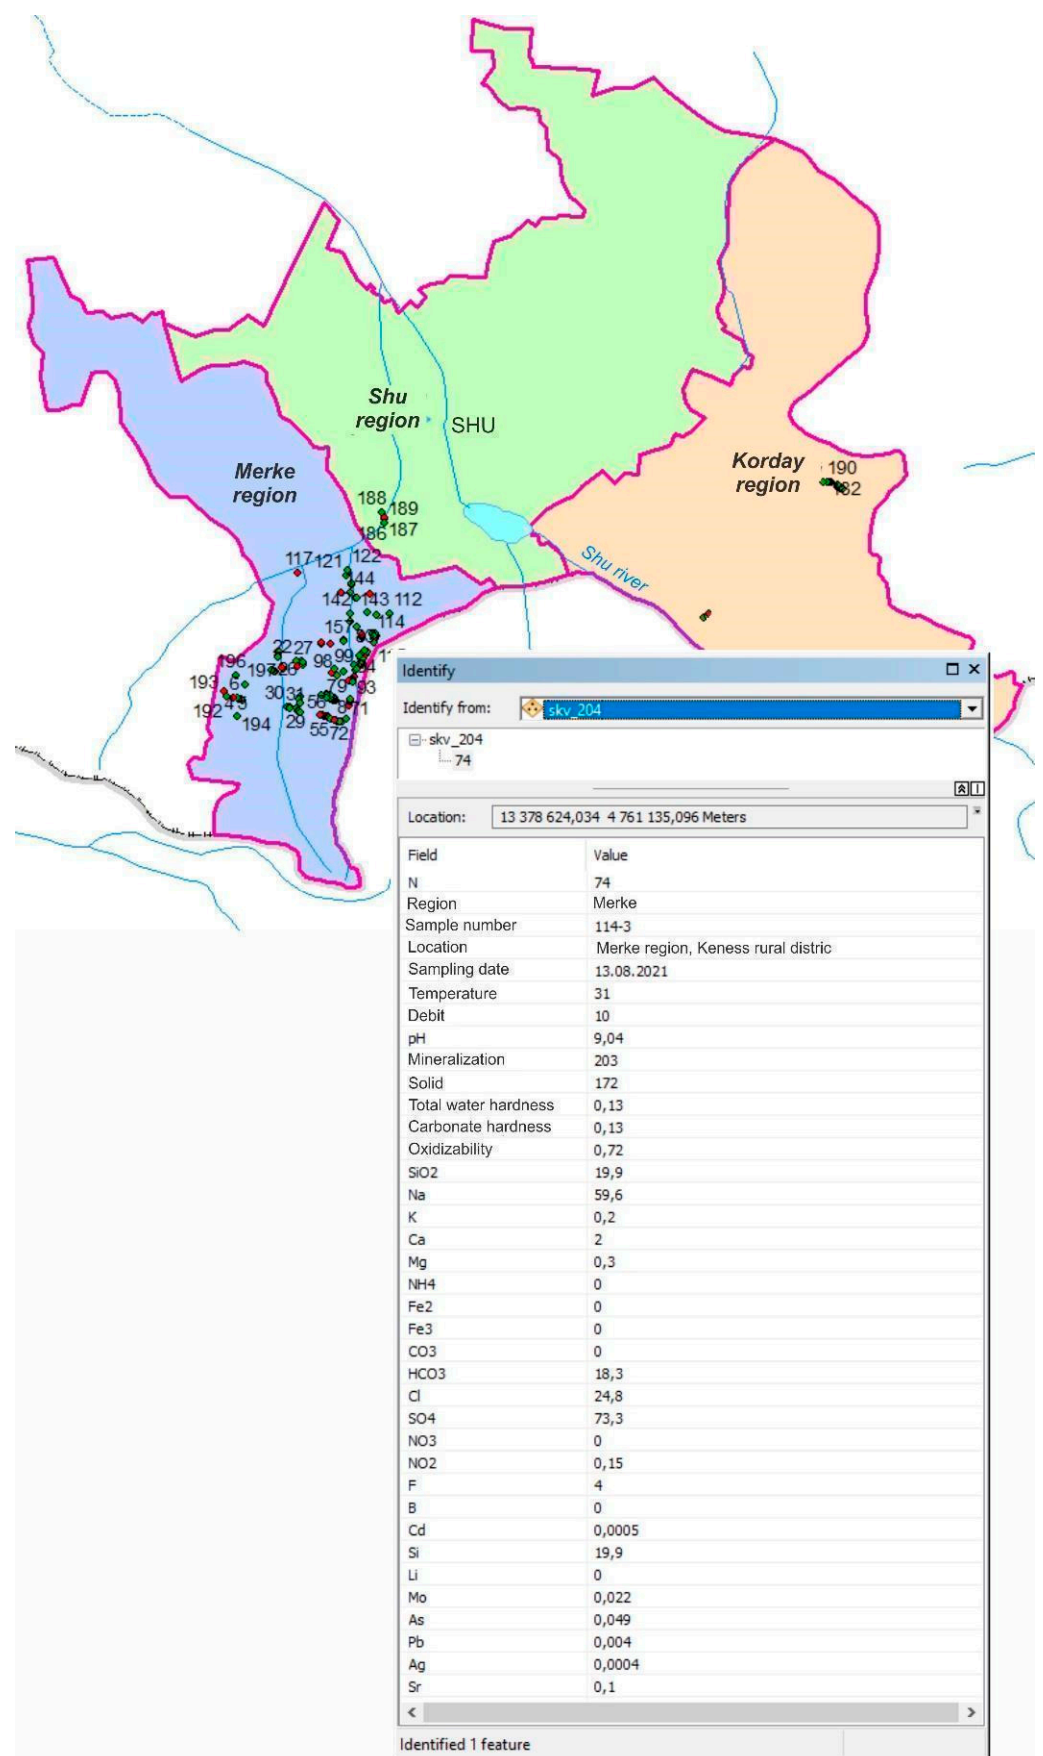 Shu
region
SHU
Merke
region
Korday
region
190
182
188
189
186
187
Shu river
117
121
122
144
142
143
112
157
114
22
27
98
99
196
197
26
193
6
30
31
79
93
192
45
56
71
194
29
55
72
Identify
Identify from:
skv_204
skv_204
74
Location:
13 378 624,034 4 761 135,096 Meters
Field Value
N 74
Region Merke
Sample number 114-3
Location Merke region, Keness rural distric
Sampling date 13.08.2021
Temperature 31
Debit 10
pH 9,04
Mineralization 203
Solid 172
Total water hardness 0,13
Carbonate hardness 0,13
Oxidizability 0,72
SiO2 19,9
Na 59,6
K 0,2
Ca 2
Mg 0,3
NH4 0
Fe2 0
Fe3 0
CO3 0
HCO3 18,3
Cl 24,8
SO4 73,3
NO3 0
NO2 0,15
F 4
B 0
Cd 0,0005
Si 19,9
Li 0
Mo 0,022
As 0,049
Pb 0,004
Ag 0,0004
Sr 0,1
Identified 1 feature